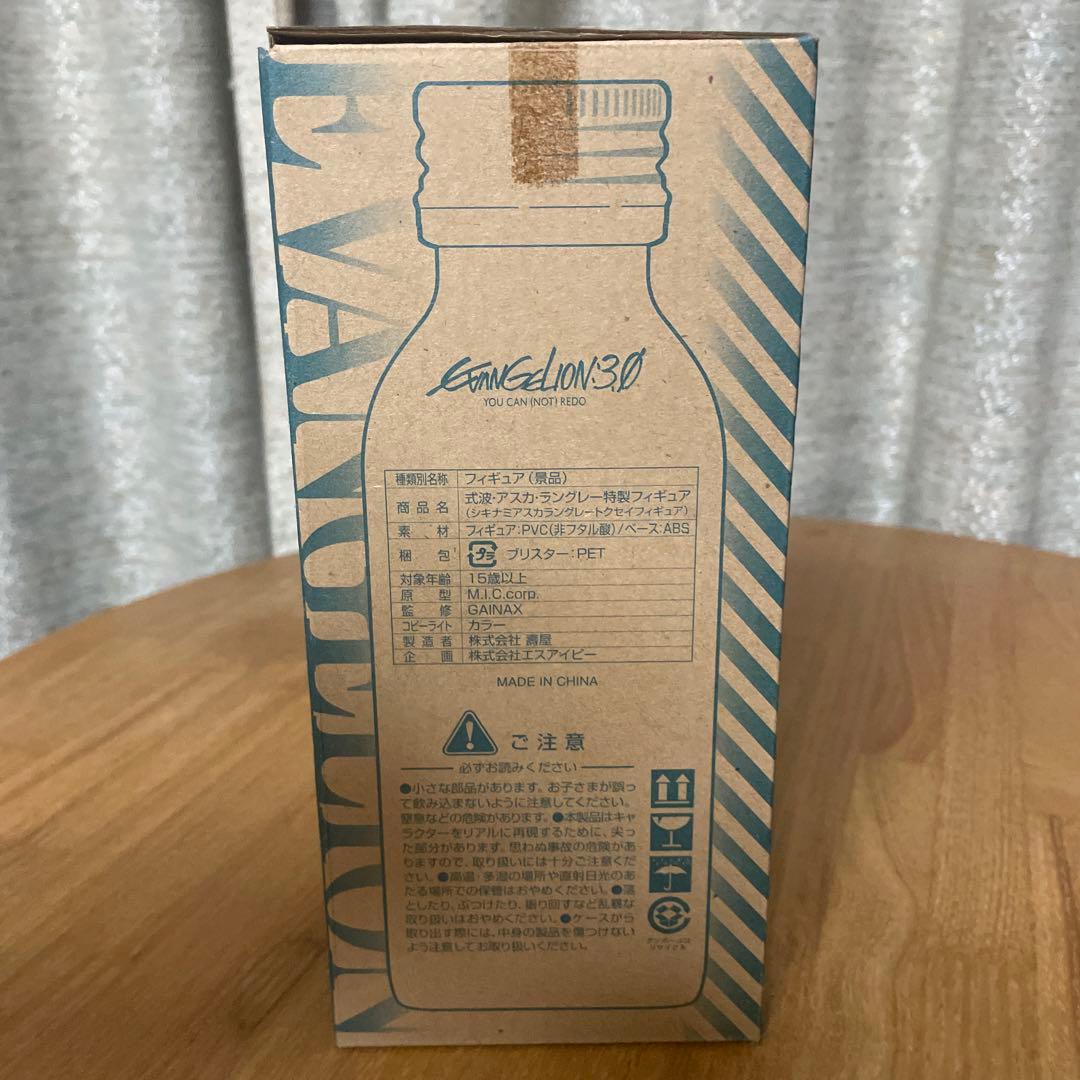 EVANGELION
EVANGELION:3.0
YOU CAN (NOT) REDO
種類別名称 フィギュア(景品)
商品名 式波・アスカ・ラングレー特製フィギュア
(シキナミアスカラングレートクセイフィギュア)
素材 フィギュア:PVC(非フタル酸)/ベース:ABS
梱包 プラ ブリスター:PET
対象年齢 15歳以上
原型 M.I.C.corp.
監修 GAINAX
コピーライト カラー
製造者 株式会社 壽屋
企画 株式会社エスアイピー
MADE IN CHINA
ご注意
必ずお読みください
●小さな部品があります。お子さまが誤っ
て飲み込まないように注意してください。
窒息などの危険があります。●本製品はキャ
ラクターをリアルに再現するために、尖っ
た部分があります。思わぬ事故の危険があ
りますので、取り扱いには十分ご注意くだ
さい。●高温・多湿の場所や直射日光のあ
たる場所での保管はおやめください。●落
としたり、ぶつけたり、振り回すなど乱暴な
取り扱いはおやめください。●ケースから
取り出す際には、中身の製品を傷つけない
よう注意してお取り扱いください。
ダンボールは
リサイクル